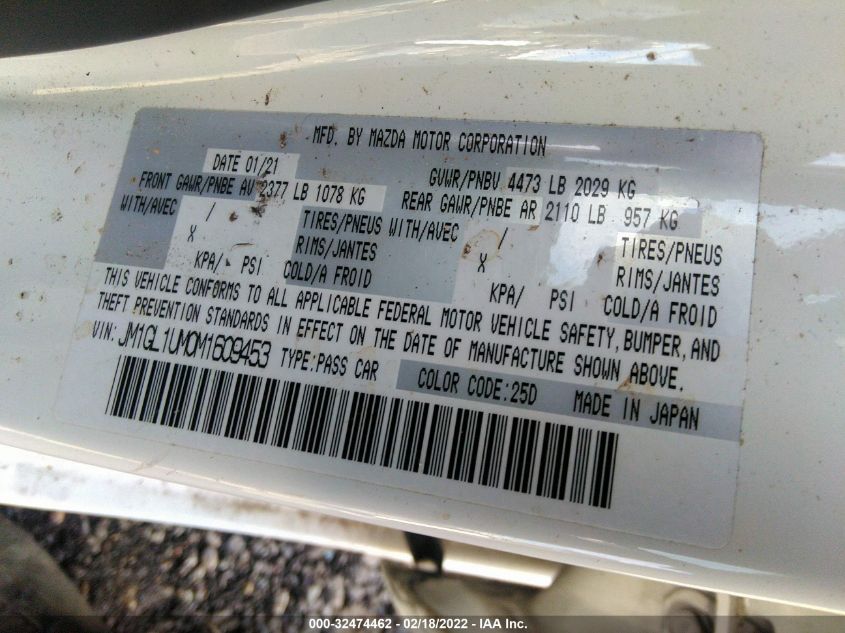 MFD. BY MAZDA MOTOR CORPORATION
DATE 01/21 GVWR/PNBV 4473 LB 2029 KG
FRONT GAWR/PNBE AV 2377 LB 1078 KG REAR GAWR/PNBE AR 2110 LB 957 KG
WITH/AVEC / TIRES/PNEUS WITH/AVEC / TIRES/PNEUS
X RIMS/JANTES X RIMS/JANTES
KPA/ PSI COLD/A FROID KPA/ PSI COLD/A FROID
THIS VEHICLE CONFORMS TO ALL APPLICABLE FEDERAL MOTOR VEHICLE SAFETY, BUMPER, AND
THEFT PREVENTION STANDARDS IN EFFECT ON THE DATE OF MANUFACTURE SHOWN ABOVE.
VIN: JM1GL1UM0M1609453 TYPE:PASS CAR
COLOR CODE:25D MADE IN JAPAN
000-32474462 - 02/18/2022 - IAA Inc.